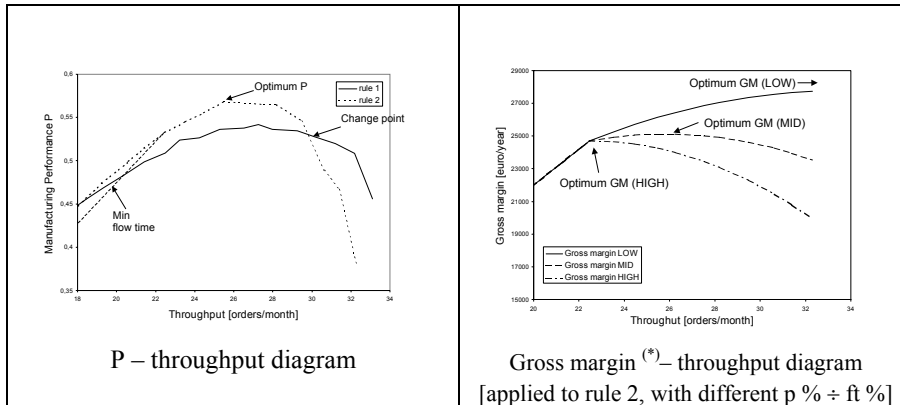 0,6
0,55
0,5
0,45
0,4
0,35
Manufacturing Performance P
Optimum P
rule 1
rule 2
Change point
Min
flow time
18 20 22 24 26 28 30 32 34
Throughput [orders/month]
P – throughput diagram
29000
27000
25000
23000
21000
19000
17000
15000
Gross margin [euro/year]
Optimum GM (LOW)
Optimum GM (MID)
Optimum GM (HIGH)
Gross margin LOW
Gross margin MID
Gross margin HIGH
20 22 24 26 28 30 32 34
Throughput [orders/month]
Gross margin (*)– throughput diagram
[applied to rule 2, with different p % ÷ ft %]